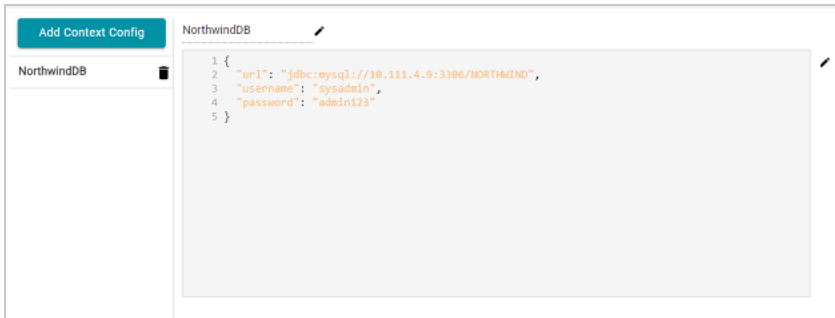 Add Context Config
NorthwindDB
NorthwindDB
1 {
2 "url": "jdbc:mysql://10.111.4.9:3306/NORTHWIND",
3 "username": "sysadmin",
4 "password": "admin123"
5 }